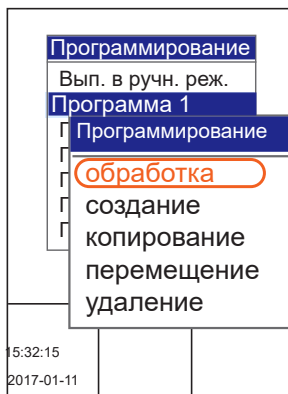 Программирование
Вып. в ручн. реж.
Программа 1
Программирование
обработка
создание
копирование
перемещение
удаление
15:32:15
2017-01-11